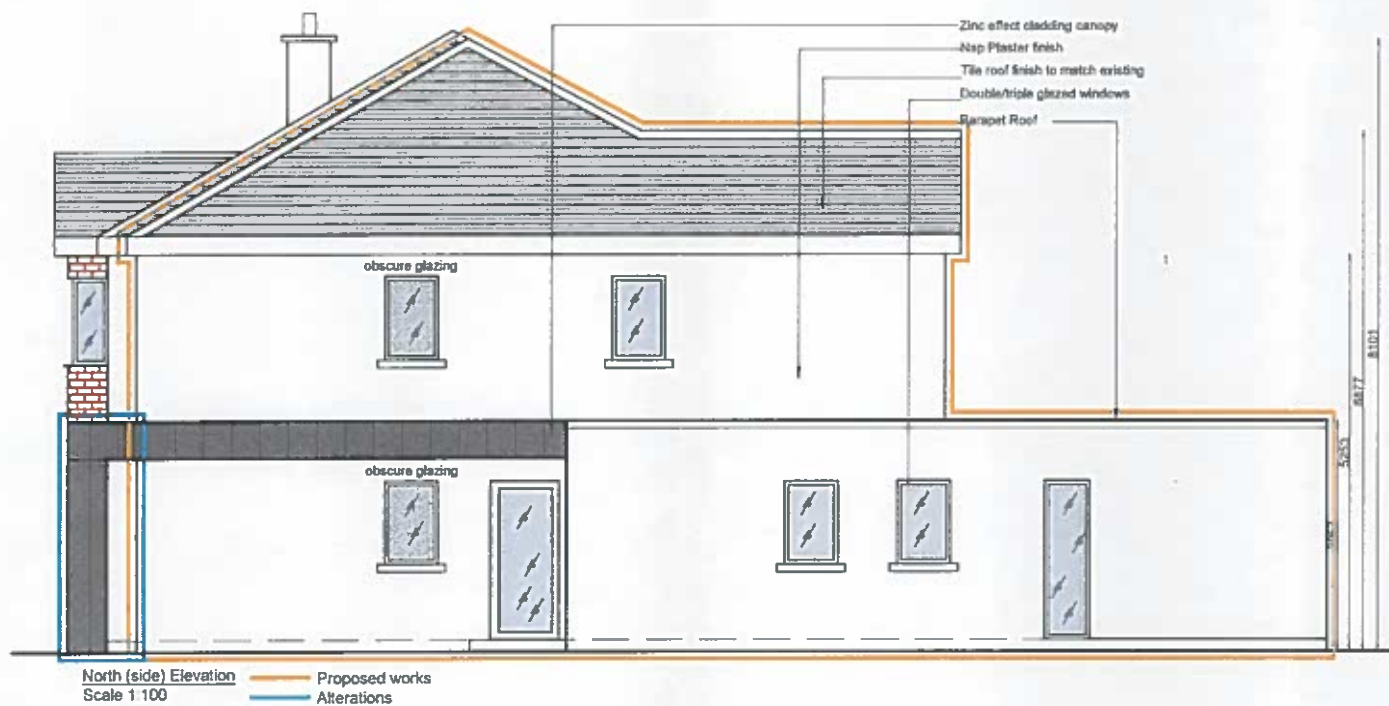 Zinc effect cladding canopy
Nap Plaster finish
Tile roof finish to match existing
Double/triple glazed windows
Parapet Roof
obscure glazing
obscure glazing
8101
6877
5253
North (side) Elevation
Scale 1:100
Proposed works
Alterations